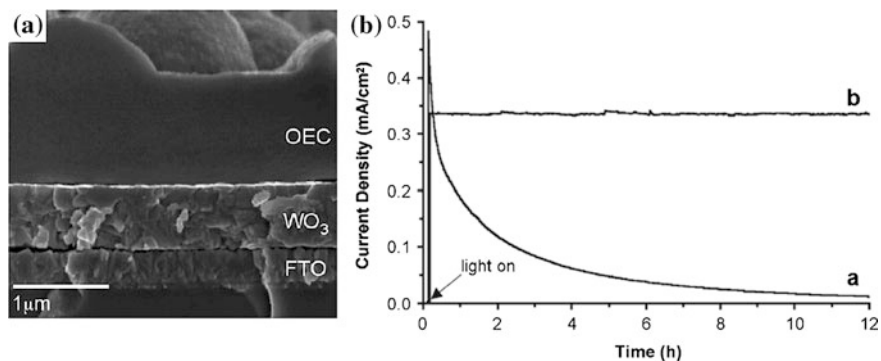 (a)
OEC
WO₃
FTO
1μm
(b)
Current Density (mA/cm²)
0.5
0.4
0.3
0.2
0.1
0.0
b
a
light on
0 2 4 6 8 10 12
Time (h)